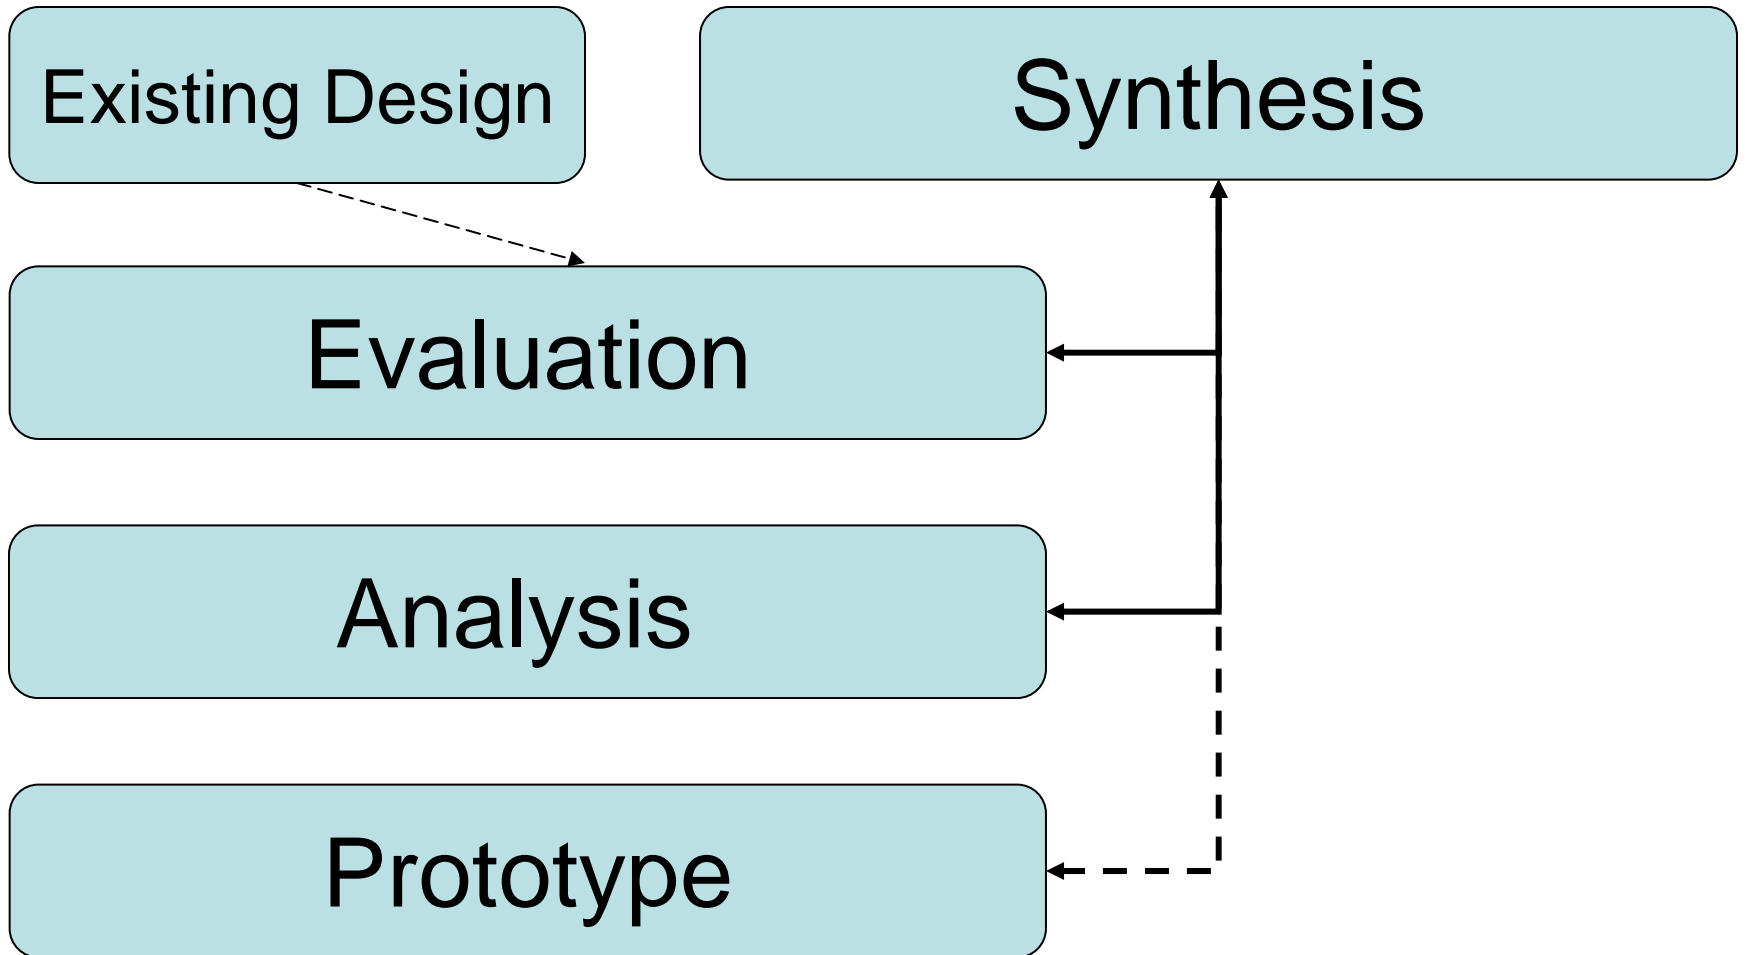 Existing Design
Synthesis
Evaluation
Analysis
Prototype